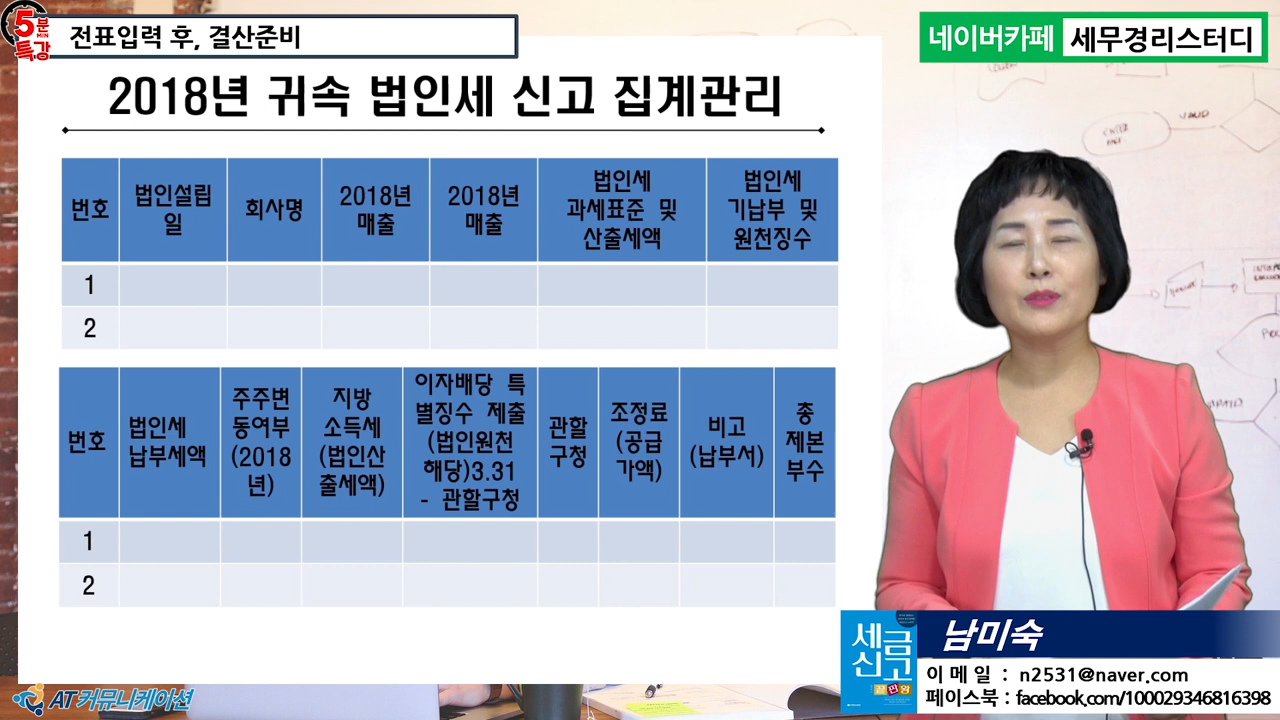 5분
MIN
특강
전표입력 후, 결산준비
네이버카페 세무경리스터디
2018년 귀속 법인세 신고 집계관리
번호
법인설립
일
회사명
2018년
매출
2018년
매출
법인세
과세표준 및
산출세액
법인세
기납부 및
원천징수
1
2
번호
법인세
납부세액
주주변
동여부
(2018
년)
지방
소득세
(법인산
출세액)
이자배당 특
별징수 제출
(법인원천
해당)3.31
- 관할구청
관할
구청
조정료
(공급
가액)
비고
(납부서)
총
제본
부수
1
2
VALID
세금
신고
끝판왕
남미숙
이 메 일 : n2531@naver.com
페이스북 : facebook.com/100029346816398
AT커뮤니케이션